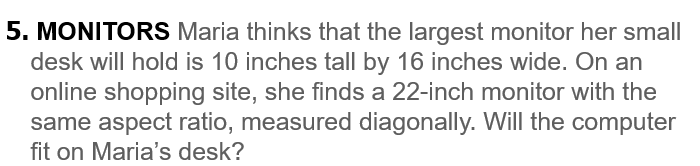 5. MONITORS Maria thinks that the largest monitor her small
desk will hold is 10 inches tall by 16 inches wide. On an
online shopping site, she finds a 22-inch monitor with the
same aspect ratio, measured diagonally. Will the computer
fit on Maria's desk?